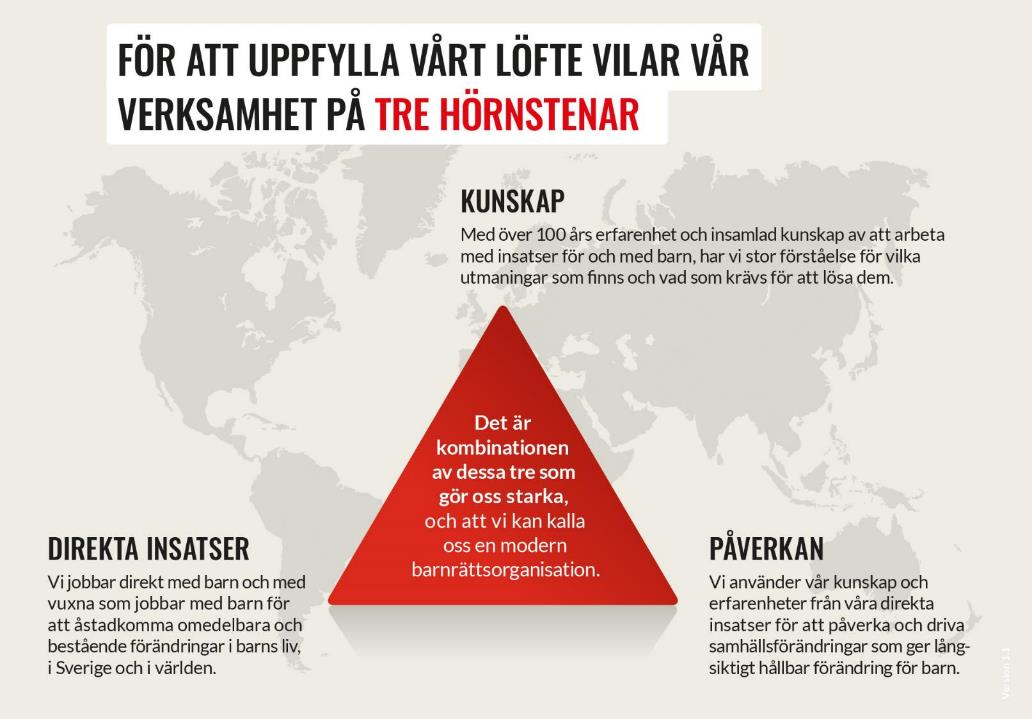 FÖR ATT UPPFYLLA VÅRT LÖFTE VILAR VÅR
VERKSAMHET PÅ TRE HÖRNSTENAR
KUNSKAP
Med över 100 års erfarenhet och insamlad kunskap av att arbeta
med insatser för och med barn, har vi stor förståelse för vilka
utmaningar som finns och vad som krävs för att lösa dem.
Det är
kombinationen
av dessa tre som
gör oss starka,
och att vi kan kalla
oss en modern
barnrättsorganisation.
DIREKTA INSATSER
Vi jobbar direkt med barn och med
vuxna som jobbar med barn för
att åstadkomma omedelbara och
bestående förändringar i barns liv,
i Sverige och i världen.
PÅVERKAN
Vi använder vår kunskap och
erfarenheter från våra direkta
insatser för att påverka och driva
samhällsförändringar som ger lång-
siktigt hållbar förändring för barn.